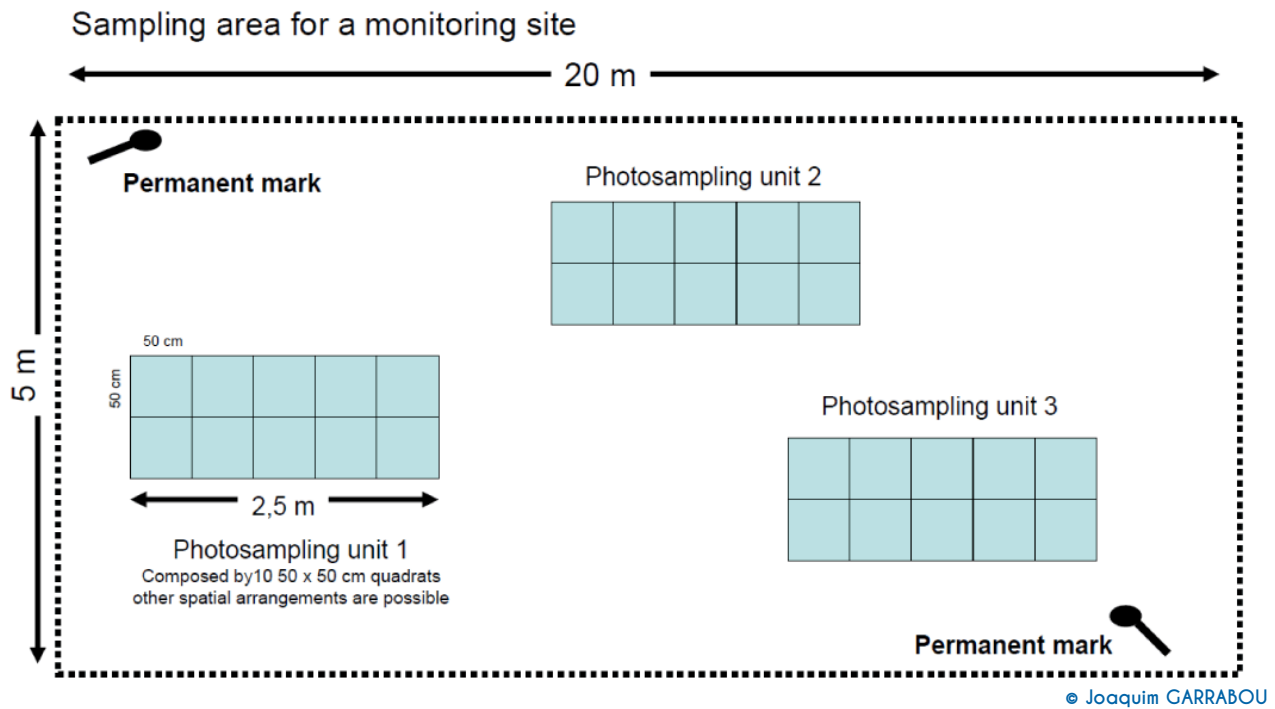 Sampling area for a monitoring site
20 m
Permanent mark
Photosampling unit 2
5 m
50 cm
50 cm
Photosampling unit 3
2,5 m
Photosampling unit 1
Composed by10 50 x 50 cm quadrats
other spatial arrangements are possible
Permanent mark
© Joaquim GARRABOU